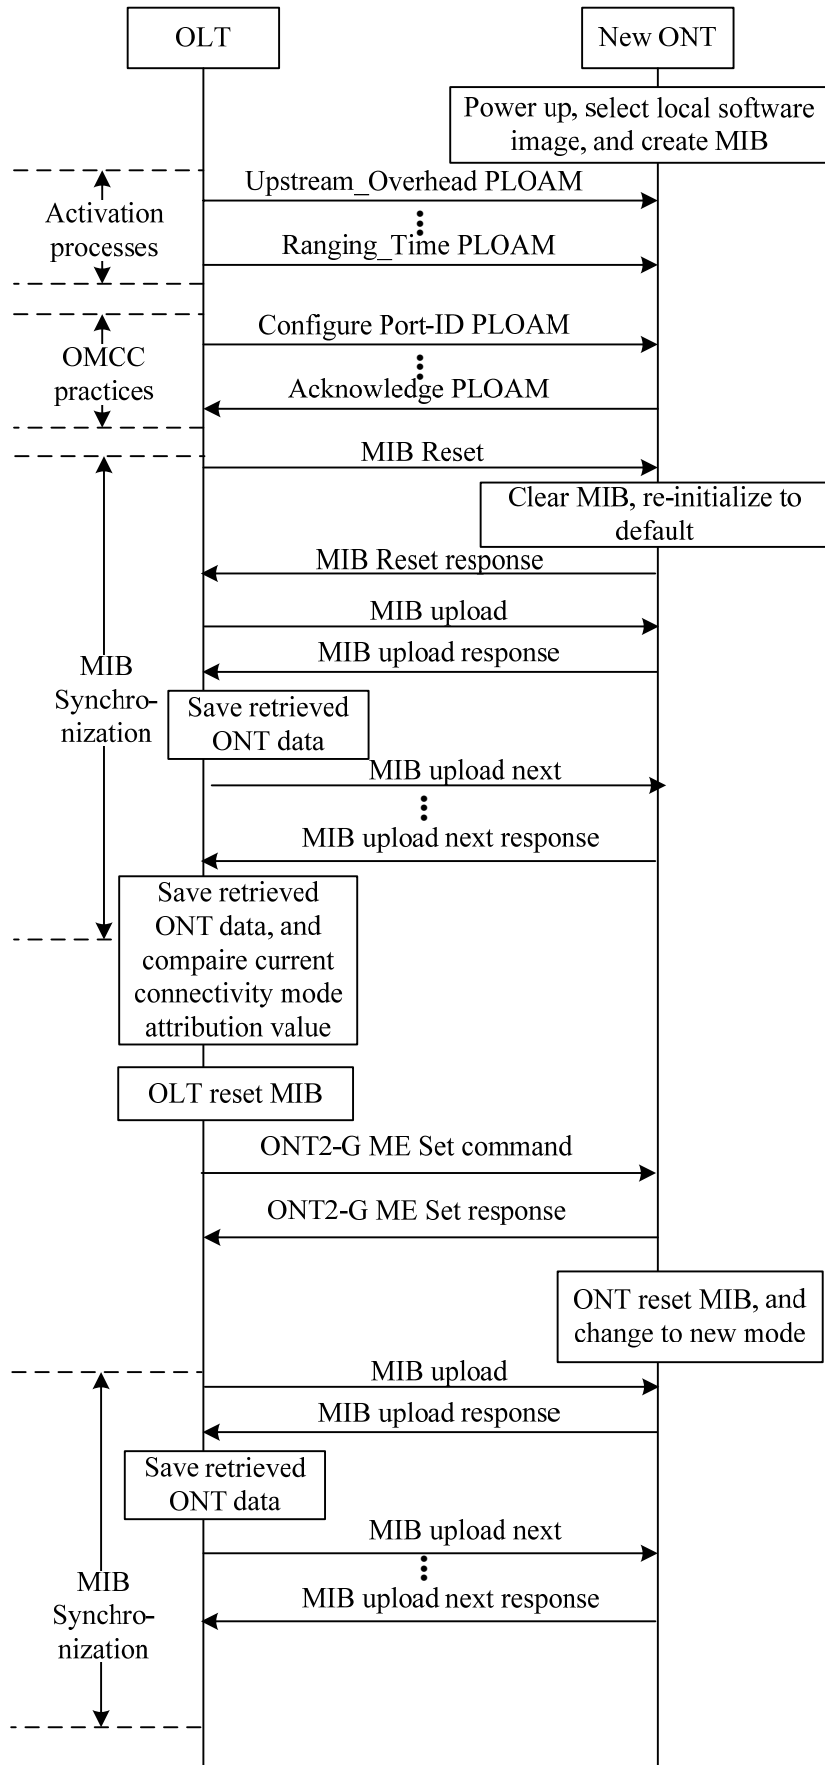 OLT
New ONT
Power up, select local software
image, and create MIB
Upstream_Overhead PLOAM
Activation
processes
Ranging_Time PLOAM
Configure Port-ID PLOAM
OMCC
practices
Acknowledge PLOAM
MIB Reset
Clear MIB, re-initialize to
default
MIB Reset response
MIB upload
MIB upload response
MIB
Synchro-
nization
Save retrieved
ONT data
MIB upload next
MIB upload next response
Save retrieved
ONT data, and
compaire current
connectivity mode
attribution value
OLT reset MIB
ONT2-G ME Set command
ONT2-G ME Set response
ONT reset MIB, and
change to new mode
MIB upload
MIB upload response
Save retrieved
ONT data
MIB upload next
MIB
Synchro-
nization
MIB upload next response